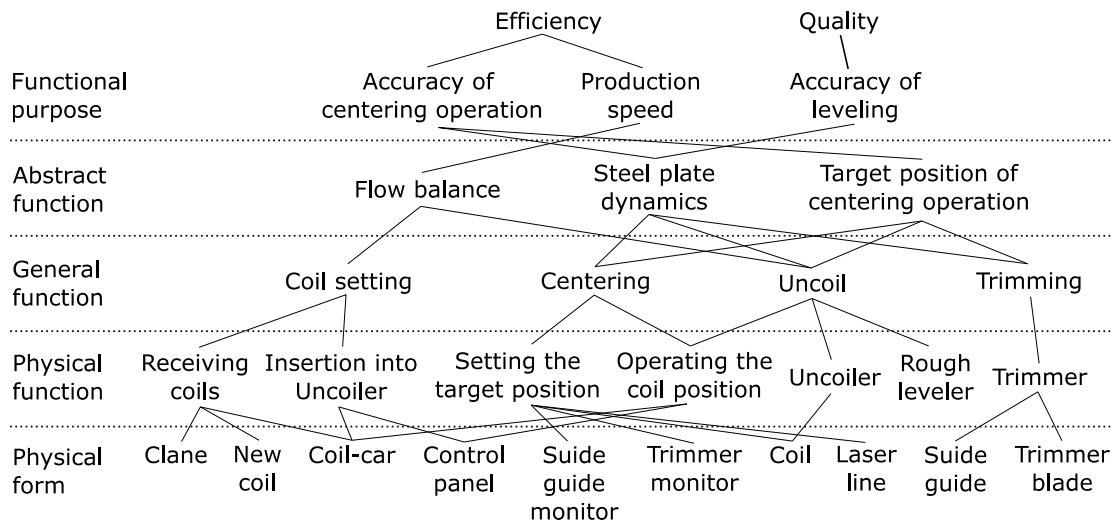 Efficiency
Quality
Functional
purpose
Accuracy of
centering operation
Production
speed
Accuracy of
leveling
Abstract
function
Flow balance
Steel plate
dynamics
Target position of
centering operation
General
function
Coil setting
Centering
Uncoil
Trimming
Physical
function
Receiving
coils
Insertion into
Uncoiler
Setting the
target position
Operating the
coil position
Uncoiler
Rough
leveler
Trimmer
Physical
form
Clane
New
coil
Coil-car
Control
panel
Suide
guide
monitor
Trimmer
monitor
Coil
Laser
line
Suide
guide
Trimmer
blade